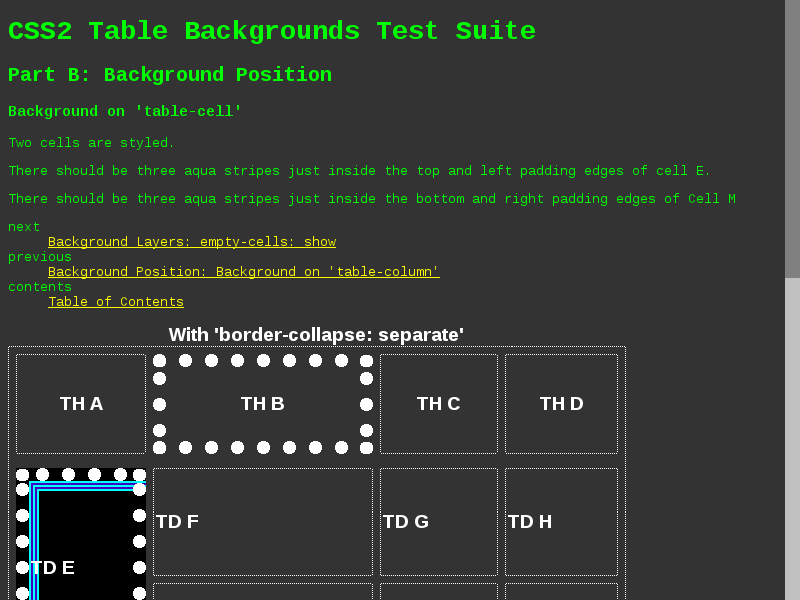 CSS2 Table Backgrounds Test Suite
Part B: Background Position
Background on 'table-cell'
Two cells are styled.
There should be three aqua stripes just inside the top and left padding edges of cell E.
There should be three aqua stripes just inside the bottom and right padding edges of Cell M
next
Background Layers: empty-cells: show
previous
Background Position: Background on 'table-column'
contents
Table of Contents
With 'border-collapse: separate'
TH A TH B TH C TH D
TD F TD G TD H
TD E